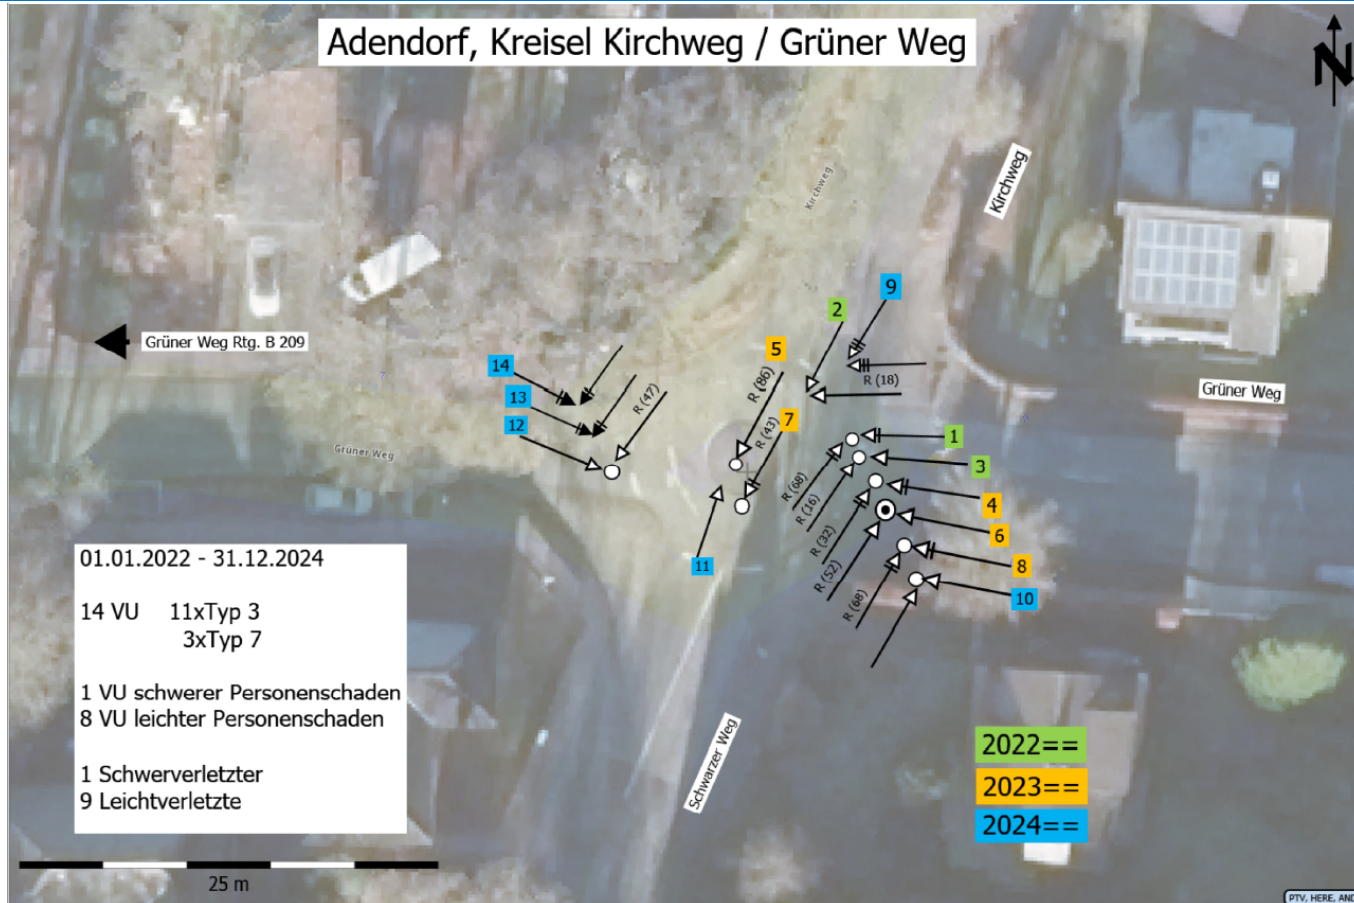 Adendorf, Kreisel Kirchweg / Grüner Weg
N
Kirchweg
Kirchweg
9
2
Grüner Weg Rtg. B 209
5
14
R (86)
R (18)
Grüner Weg
13
R (47)
12
7
R (43)
1
Grüner Weg
3
R (68)
R (16)
4
R (32)
6
11
R (52)
8
R (68)
10
01.01.2022 - 31.12.2024
14 VU 11xTyp 3
3xTyp 7
1 VU schwerer Personenschaden
8 VU leichter Personenschaden
1 Schwerverletzter
9 Leichtverletzte
Schwarzer Weg
2022==
2023==
2024==
25 m
PTV, HERE, AND